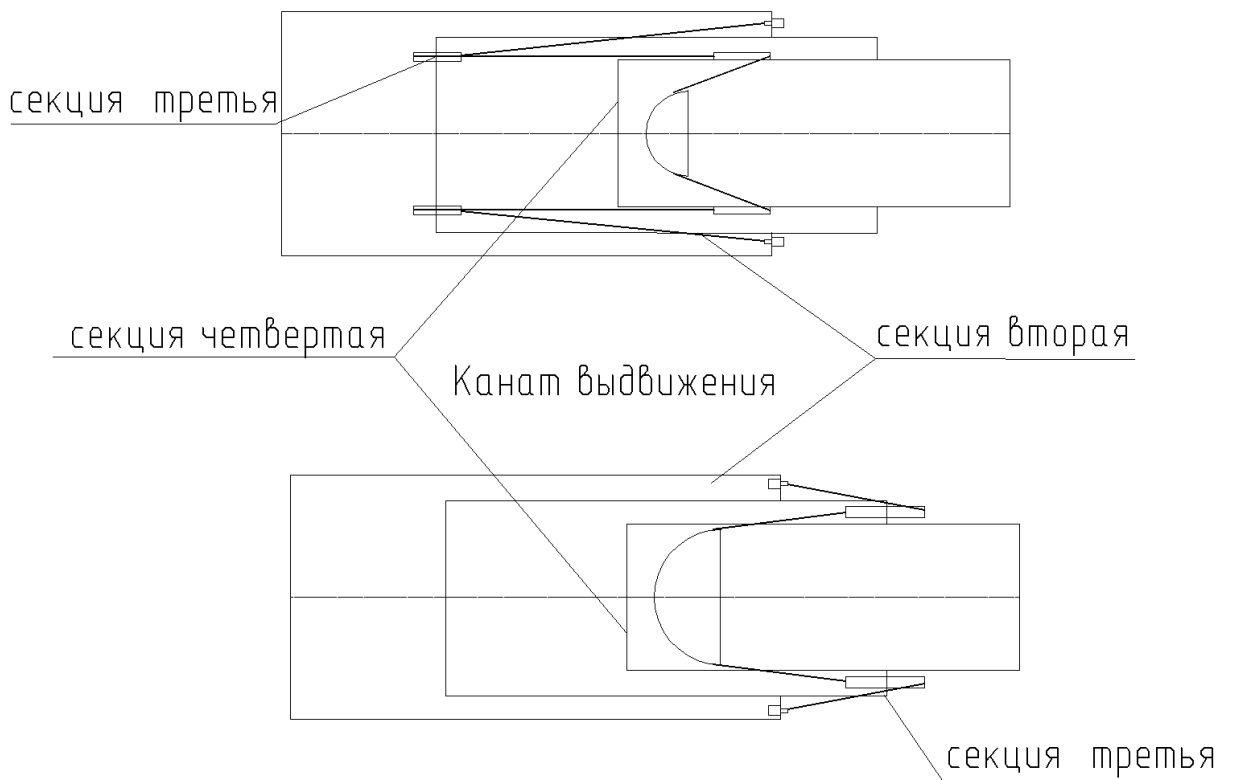 секция третья
секция четвертая
секция вторая
Канат выдвижения
секция третья